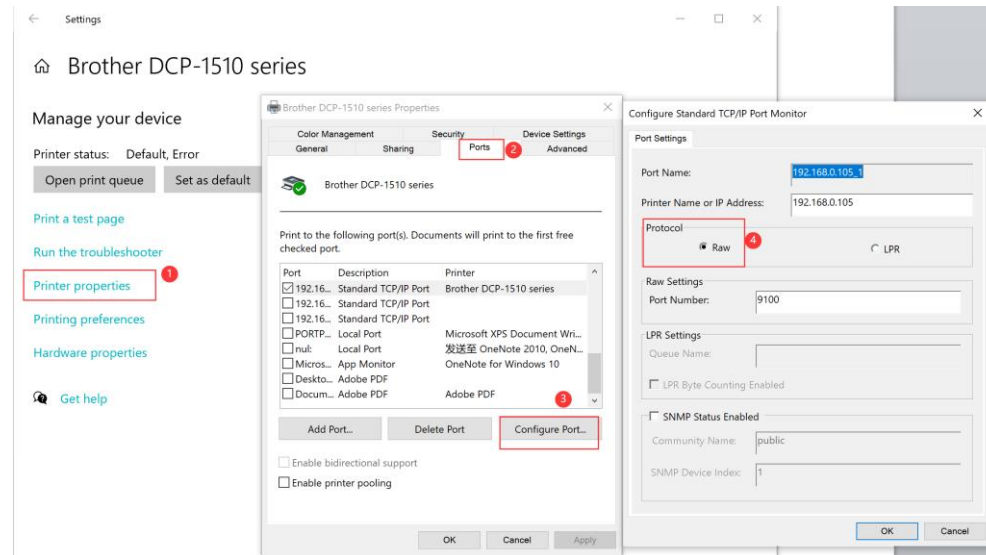 Settings
Brother DCP-1510 series
Manage your device
Printer status: Default, Error
Open print queue Set as default
Print a test page
Run the troubleshooter
Printer properties 1
Printing preferences
Hardware properties
Get help
Brother DCP-1510 series Properties
Color Management Security Device Settings
General Sharing Ports 2 Advanced
Brother DCP-1510 series
Print to the following port(s). Documents will print to the first free
checked port.
Port Description Printer
192.16... Standard TCP/IP Port Brother DCP-1510 series
192.16... Standard TCP/IP Port
192.16... Standard TCP/IP Port
PORTP... Local Port Microsoft XPS Document Wri...
nul: Local Port 发送至 OneNote 2010, OneN...
Micros... App Monitor OneNote for Windows 10
Deskto... Adobe PDF
Docum... Adobe PDF Adobe PDF
3
Add Port... Delete Port Configure Port...
Enable bidirectional support
Enable printer pooling
OK Cancel Apply
Configure Standard TCP/IP Port Monitor
Port Settings
Port Name: 192.168.0.105_1
Printer Name or IP Address: 192.168.0.105
Protocol
Raw 4 LPR
Raw Settings
Port Number: 9100
LPR Settings
Queue Name:
LPR Byte Counting Enabled
SNMP Status Enabled
Community Name: public
SNMP Device Index: 1
OK Cancel